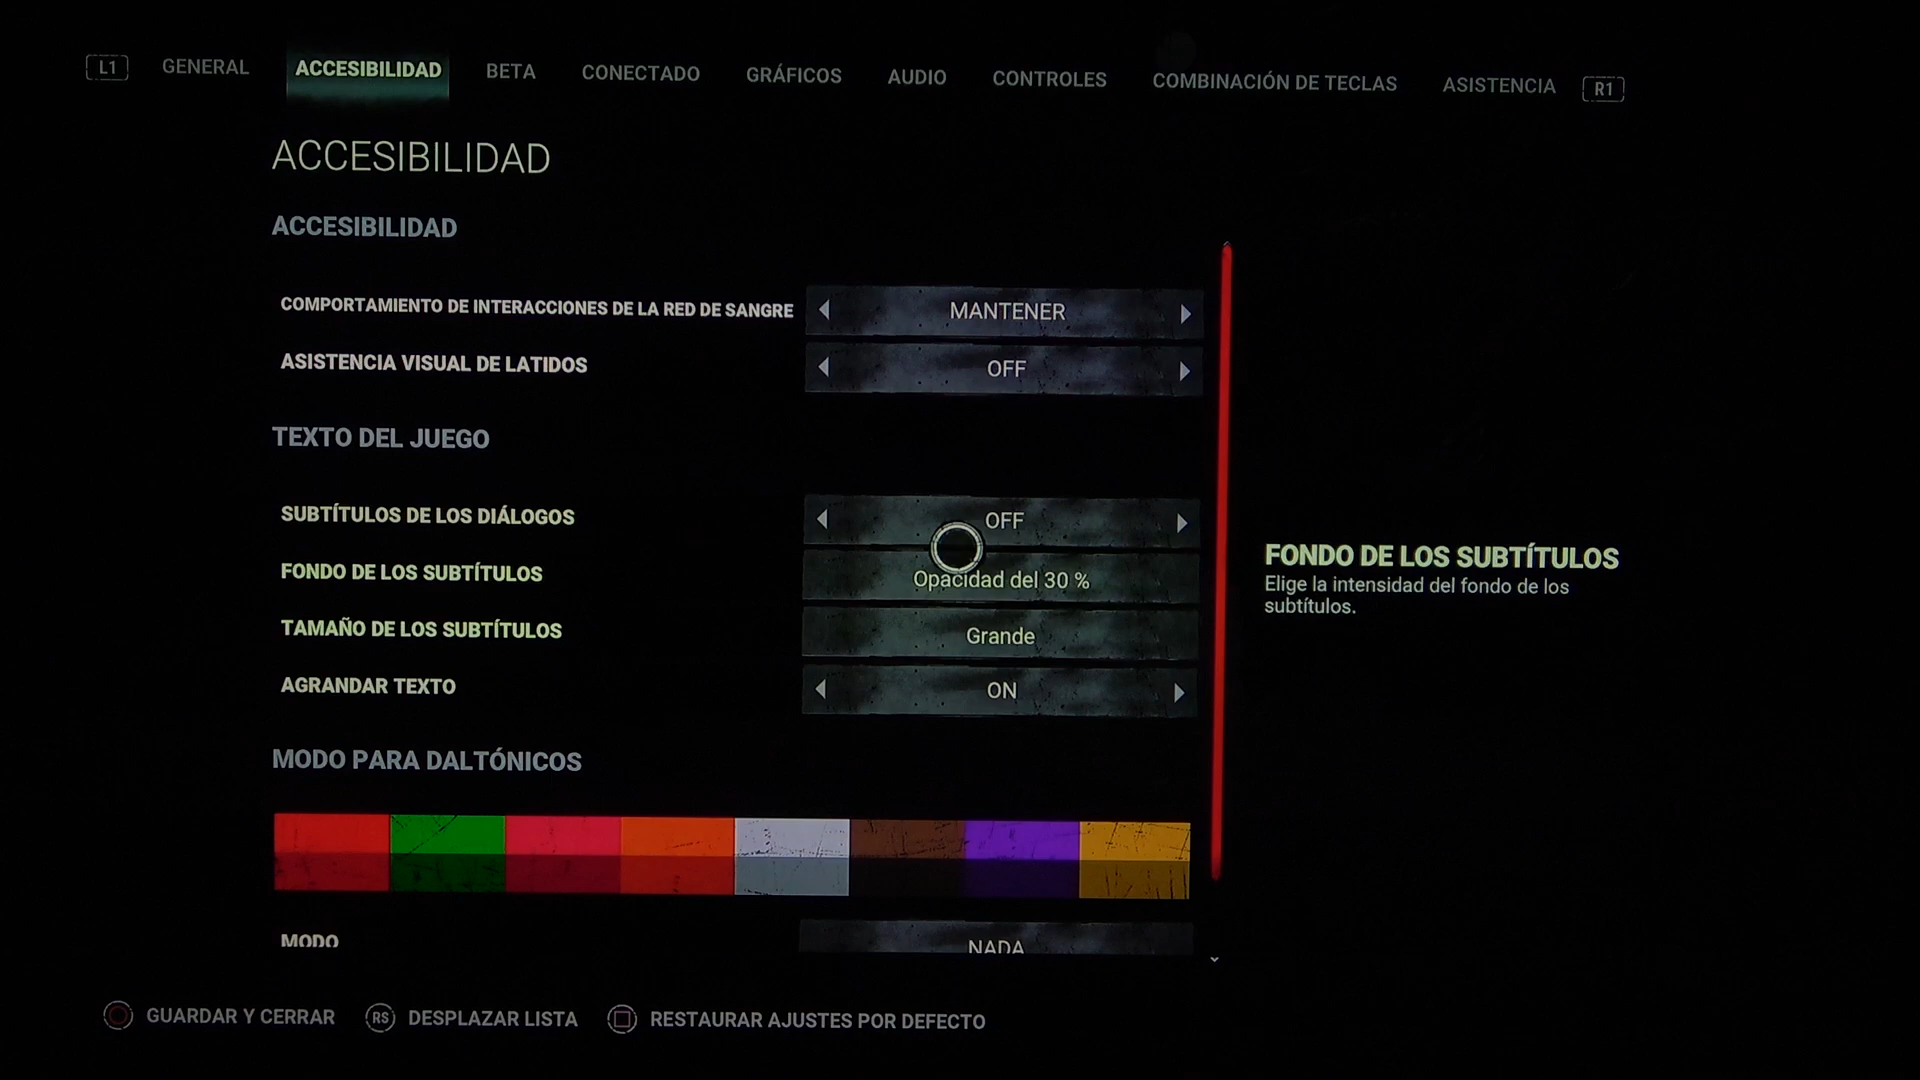 L1 GENERAL ACCESIBILIDAD BETA CONECTADO GRÁFICOS AUDIO CONTROLES COMBINACIÓN DE TECLAS ASISTENCIA R1
ACCESIBILIDAD
ACCESIBILIDAD
COMPORTAMIENTO DE INTERACCIONES DE LA RED DE SANGRE MANTENER
ASISTENCIA VISUAL DE LATIDOS OFF
TEXTO DEL JUEGO
SUBTÍTULOS DE LOS DIÁLOGOS OFF
FONDO DE LOS SUBTÍTULOS Opacidad del 30 %
TAMAÑO DE LOS SUBTÍTULOS Grande
AGRANDAR TEXTO ON
FONDO DE LOS SUBTÍTULOS
Elige la intensidad del fondo de los
subtítulos.
MODO PARA DALTÓNICOS
MODO NADA
GUARDAR Y CERRAR RS DESPLAZAR LISTA RESTAURAR AJUSTES POR DEFECTO